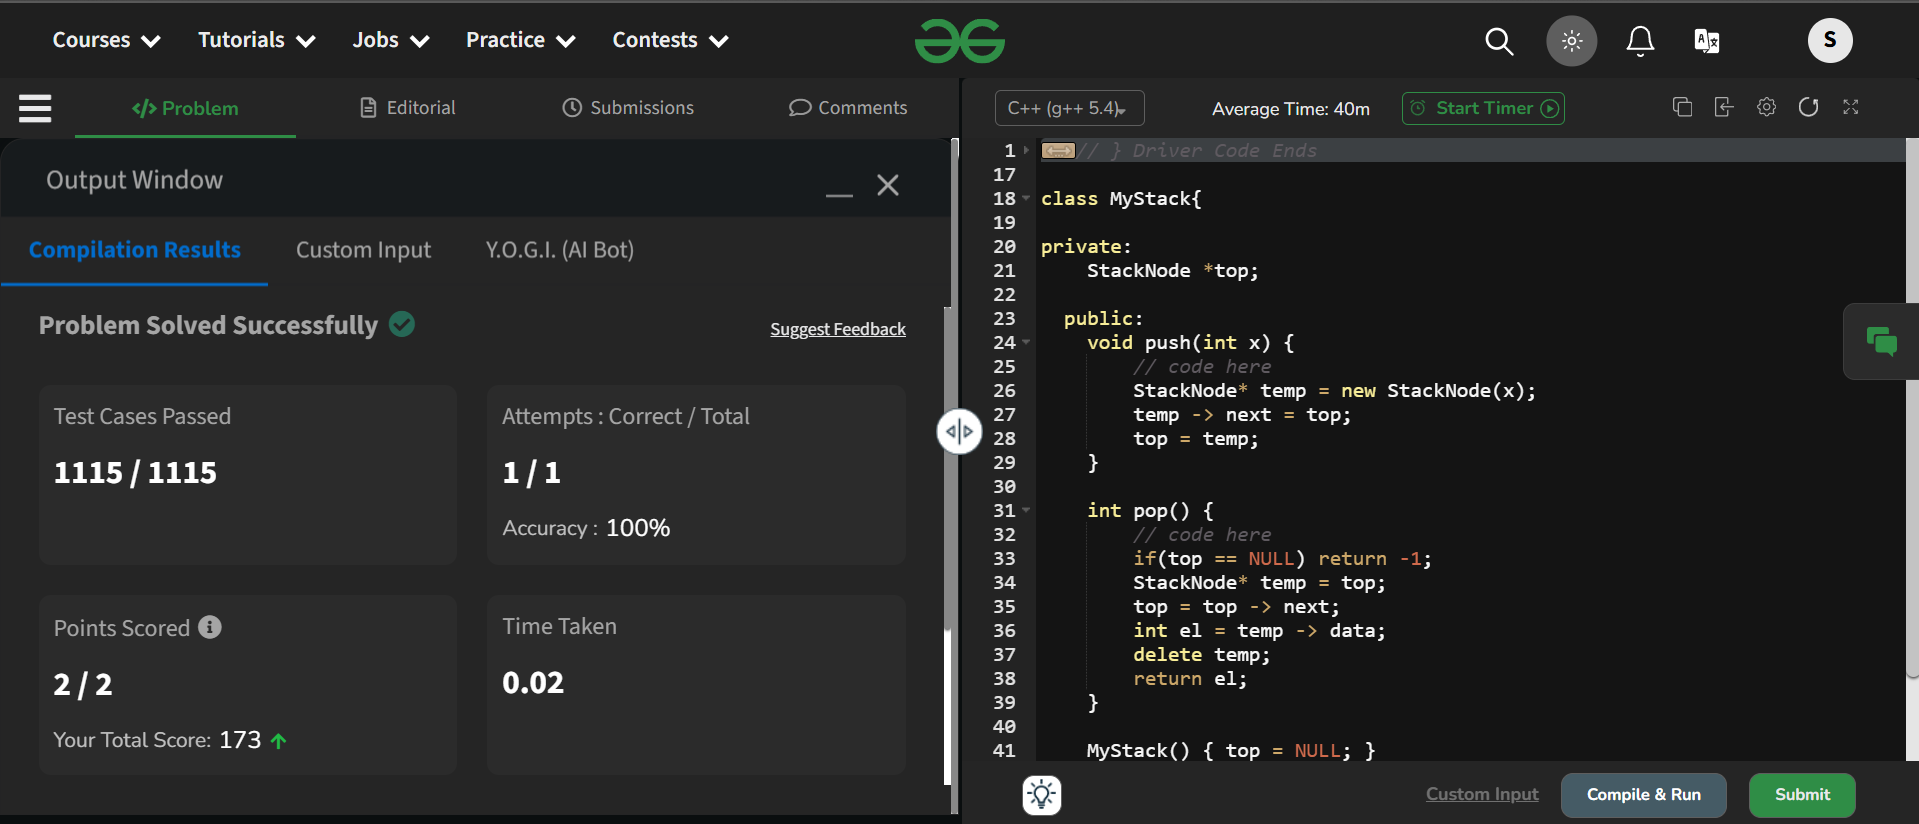 Courses Tutorials Jobs Practice Contests
S
</> Problem Editorial Submissions Comments
C++ (g++ 5.4) Average Time: 40m Start Timer
Output Window
Compilation Results Custom Input Y.O.G.I. (AI Bot)
Problem Solved Successfully Suggest Feedback
Test Cases Passed
1115 / 1115
Attempts : Correct / Total
1 / 1
Accuracy : 100%
Points Scored
2 / 2
Your Total Score: 173
Time Taken
0.02
1 // } Driver Code Ends
17
18 class MyStack{
19
20 private:
21     StackNode *top;
22
23   public:
24     void push(int x) {
25         // code here
26         StackNode* temp = new StackNode(x);
27         temp -> next = top;
28         top = temp;
29     }
30
31     int pop() {
32         // code here
33         if(top == NULL) return -1;
34         StackNode* temp = top;
35         top = top -> next;
36         int el = temp -> data;
37         delete temp;
38         return el;
39     }
40
41     MyStack() { top = NULL; }
Custom Input Compile & Run Submit